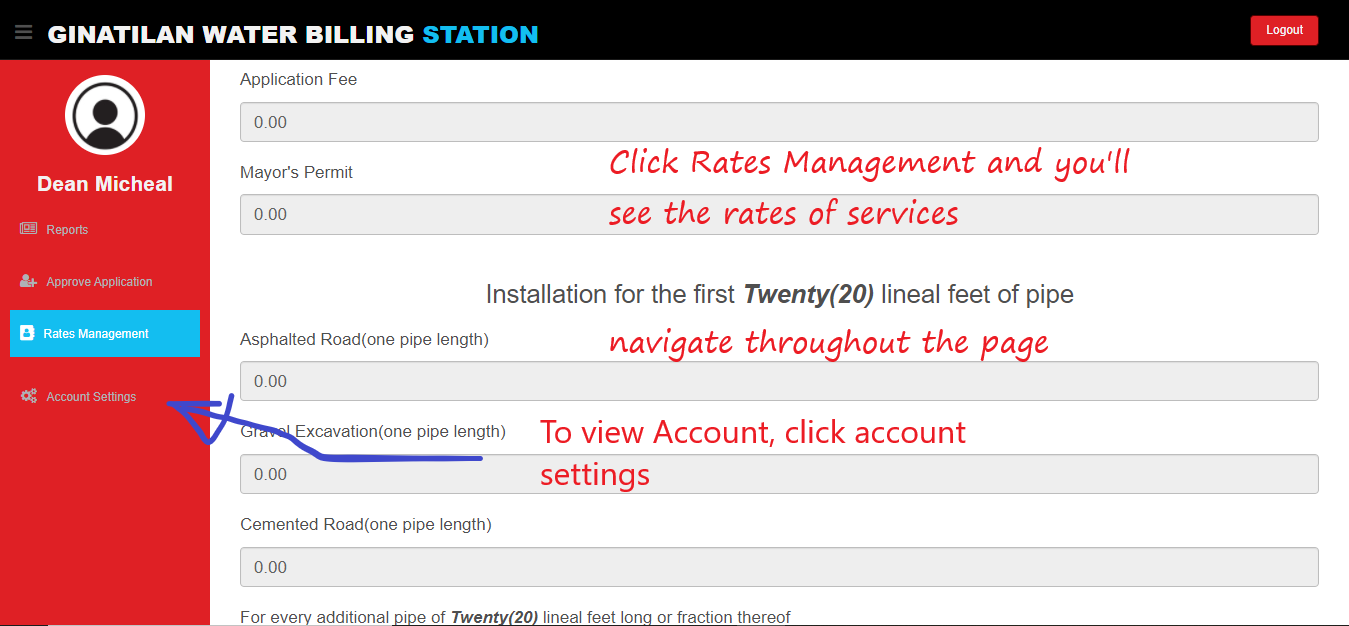 GINATILAN WATER BILLING STATION
Logout
Dean Micheal
Reports
Approve Application
Rates Management
Account Settings
Application Fee
0.00
Mayor's Permit
0.00
Click Rates Management and you'll
see the rates of services
Installation for the first Twenty(20) lineal feet of pipe
Asphalted Road(one pipe length)
navigate throughout the page
0.00
Gravel Excavation(one pipe length)
To view Account, click account
settings
0.00
Cemented Road(one pipe length)
0.00
For every additional pipe of Twenty(20) lineal feet long or fraction thereof